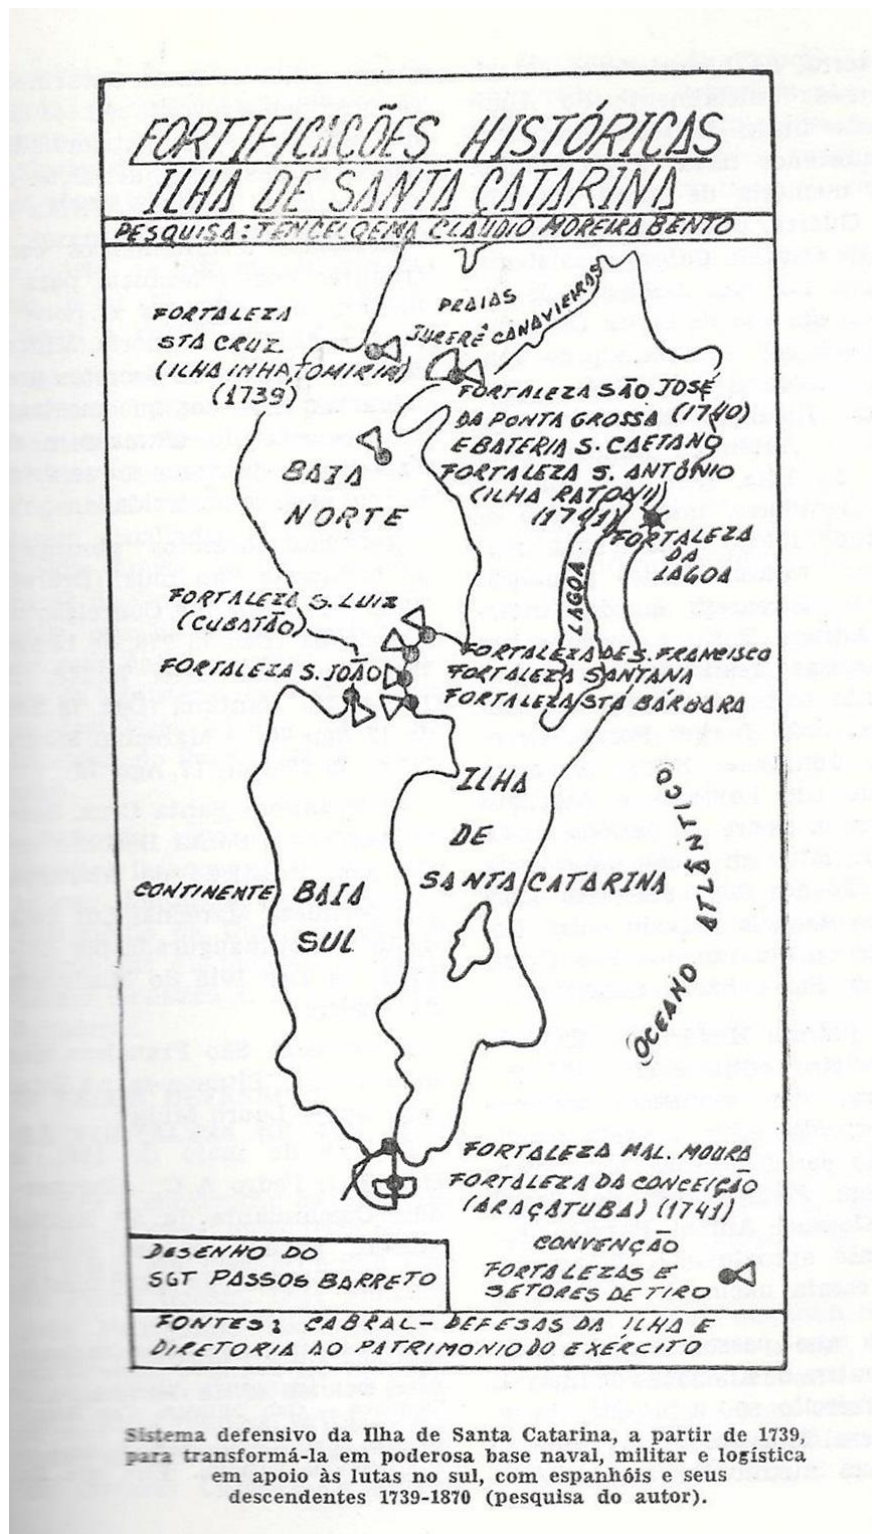 FORTIFICAÇÕES HISTÓRICAS
ILHA DE SANTA CATARINA
PESQUISA: TENCELQEMA CLAUDIO MOREIRA BENTO
PRAIAS
JURERÊ CANAVIEIRAS
FORTALEZA
STA CRUZ
(ILHA INHATOMIRIM)
(1739)
FORTALEZA SÃO JOSÉ
DA PONTA GROSSA (1740)
E BATERIA S. CAETANO
FORTALEZA S. ANTÔNIO
(ILHA RATONI)
(1741)
BAIA
NORTE
FORTALEZA
DA
LAGOA
LAGOA
FORTALEZA S. LUIZ
(CUBATÃO)
FORTALEZA S. JOÃO
FORTALEZA DE S. FRANCISCO
FORTALEZA SANTANA
FORTALEZA STA BÁRBARA
ILHA
DE
SANTA CATARINA
CONTINENTE
BAIA
SUL
OCEANO ATLÂNTICO
FORTALEZA MAL. MOURA
FORTALEZA DA CONCEIÇÃO
(ARAÇATUBA) (1741)
CONVENÇÃO
FORTALEZAS E
SETORES DE TIRO
DESENHO DO
SGT PASSOS BARRETO
FONTES: CABRAL - DEFESAS DA ILHA E
DIRETORIA AO PATRIMONIO DO EXÉRCITO
Sistema defensivo da Ilha de Santa Catarina, a partir de 1739,
para transformá-la em poderosa base naval, militar e logística
em apoio às lutas no sul, com espanhóis e seus
descendentes 1739-1870 (pesquisa do autor).